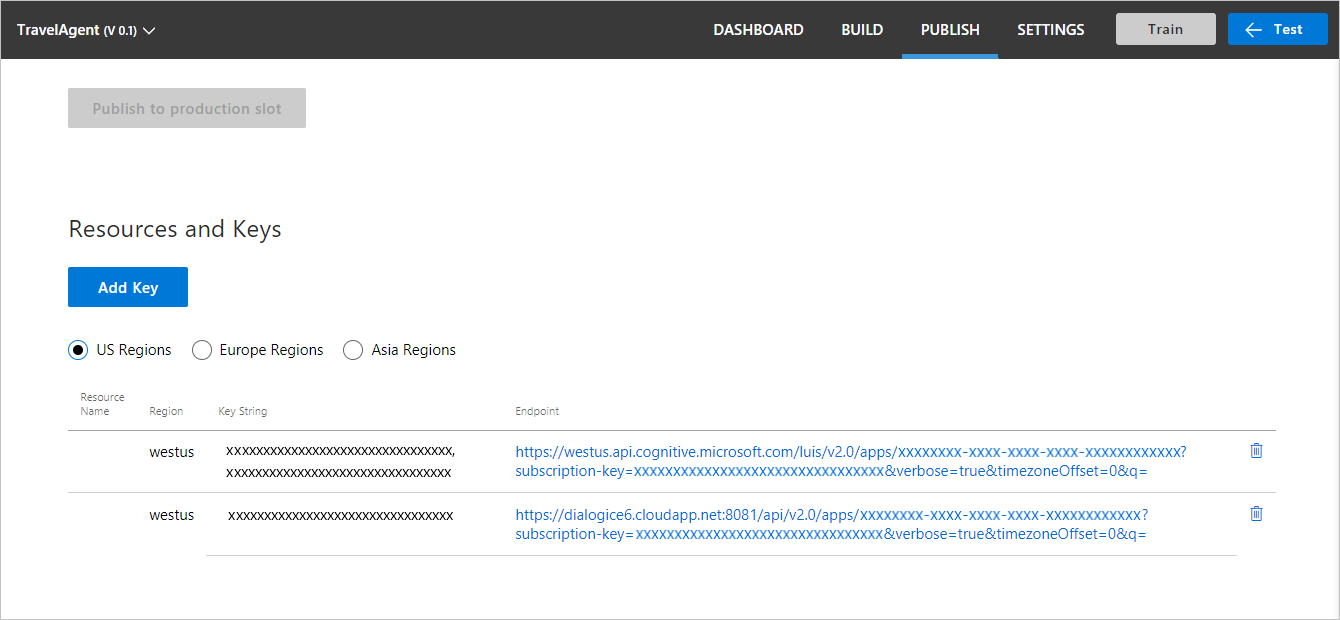 TravelAgent (V 0.1) DASHBOARD BUILD PUBLISH SETTINGS Train Test
Publish to production slot
Resources and Keys
Add Key
US Regions Europe Regions Asia Regions
Resource
Name Region Key String Endpoint
westus xxxxxxxxxxxxxxxxxxxxxxxxxxxxxxxx, https://westus.api.cognitive.microsoft.com/luis/v2.0/apps/xxxxxxxx-xxxx-xxxx-xxxx-xxxxxxxxxxxx?
xxxxxxxxxxxxxxxxxxxxxxxxxxxxxxxx subscription-key=xxxxxxxxxxxxxxxxxxxxxxxxxxxxxxxx&verbose=true&timezoneOffset=0&q=
westus xxxxxxxxxxxxxxxxxxxxxxxxxxxxxxxx https://dialogice6.cloudapp.net:8081/api/v2.0/apps/xxxxxxxx-xxxx-xxxx-xxxx-xxxxxxxxxxxx?
subscription-key=xxxxxxxxxxxxxxxxxxxxxxxxxxxxxxxx&verbose=true&timezoneOffset=0&q=